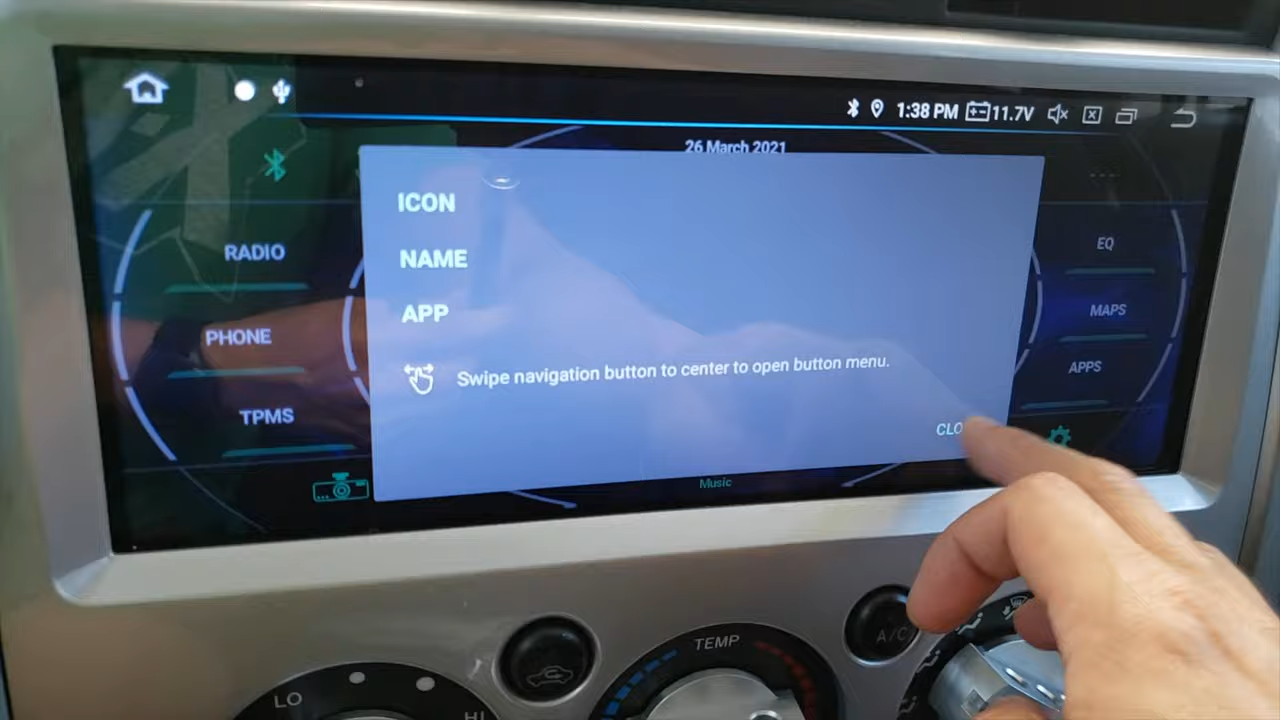 1:38 PM 11.7V
26 March 2021
ICON
NAME
APP
Swipe navigation button to center to open button menu.
RADIO
PHONE
TPMS
EQ
MAPS
APPS
Music
TEMP
A/C
LO
HI